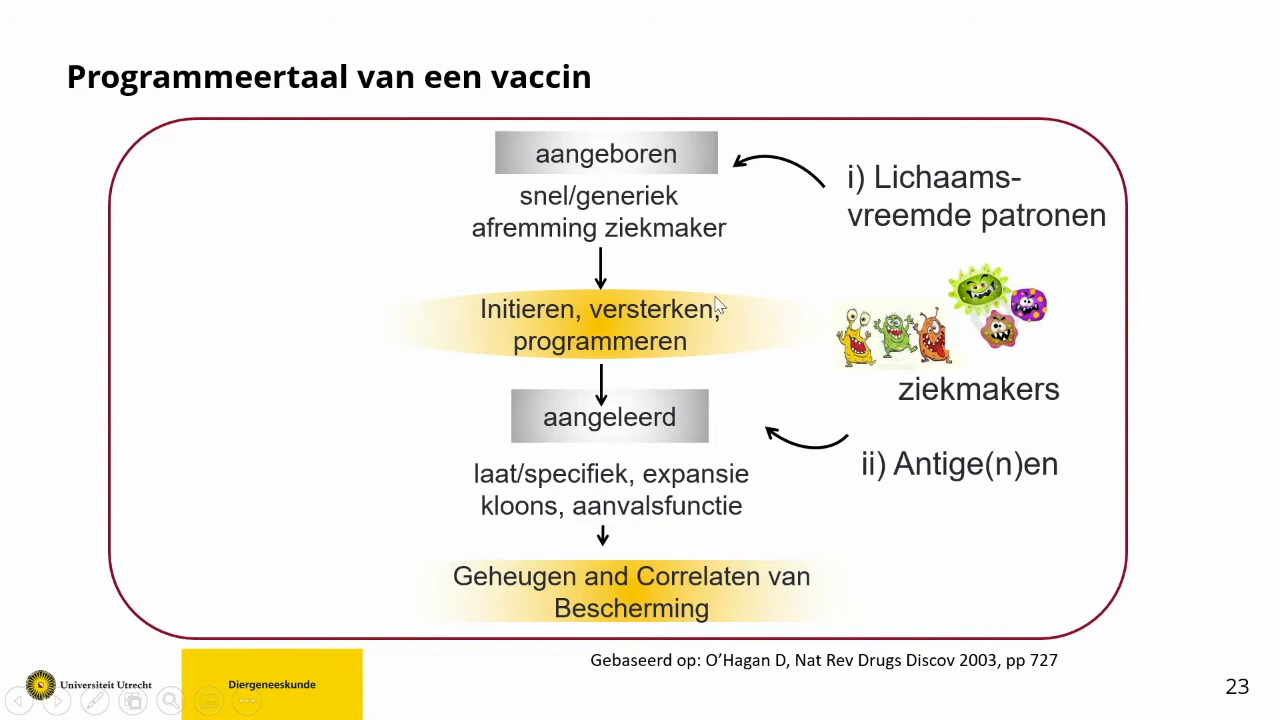 Programmeertaal van een vaccin
aangeboren
snel/generiek
afremming ziekmaker
i) Lichaams-
vreemde patronen
Initieren, versterken,
programmeren
ziekmakers
aangeleerd
ii) Antige(n)en
laat/specifiek, expansie
kloons, aanvalsfunctie
Geheugen and Correlaten van
Bescherming
Gebaseerd op: O’Hagan D, Nat Rev Drugs Discov 2003, pp 727
Universiteit Utrecht
Diergeneeskunde
23